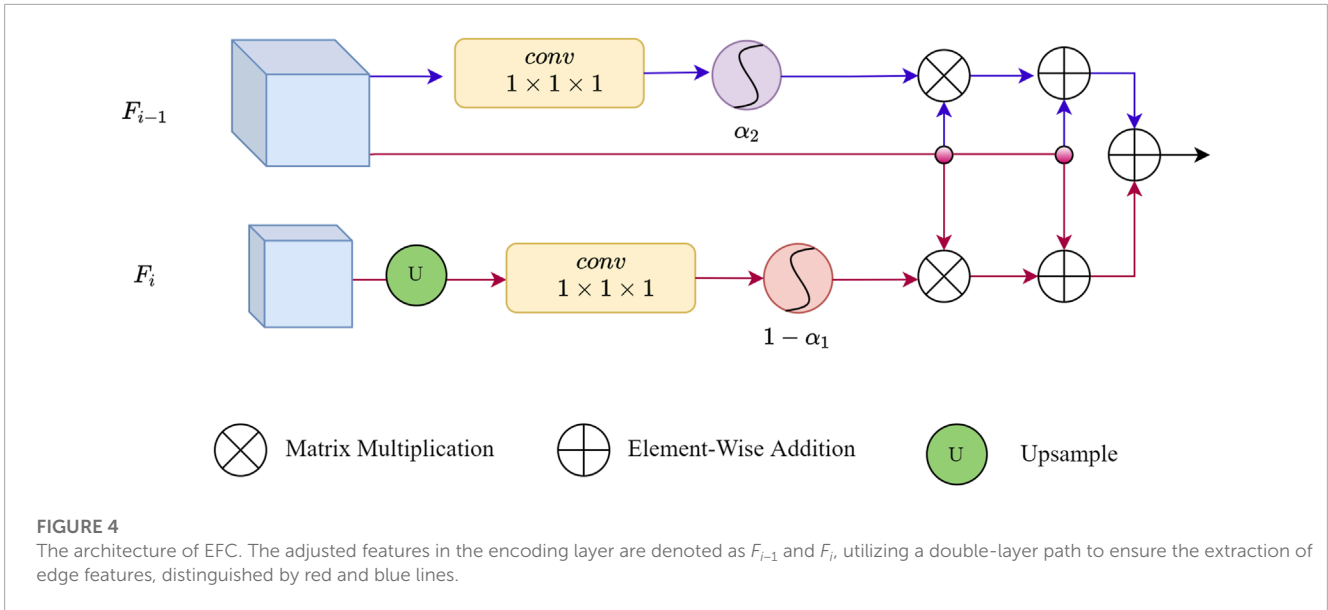 conv
1 × 1 × 1
F_{i−1}
α_2
conv
1 × 1 × 1
F_i
U
1 − α_1
Matrix Multiplication
Element-Wise Addition
U
Upsample
FIGURE 4
The architecture of EFC. The adjusted features in the encoding layer are denoted as F_{i–1} and F_i, utilizing a double-layer path to ensure the extraction of
edge features, distinguished by red and blue lines.